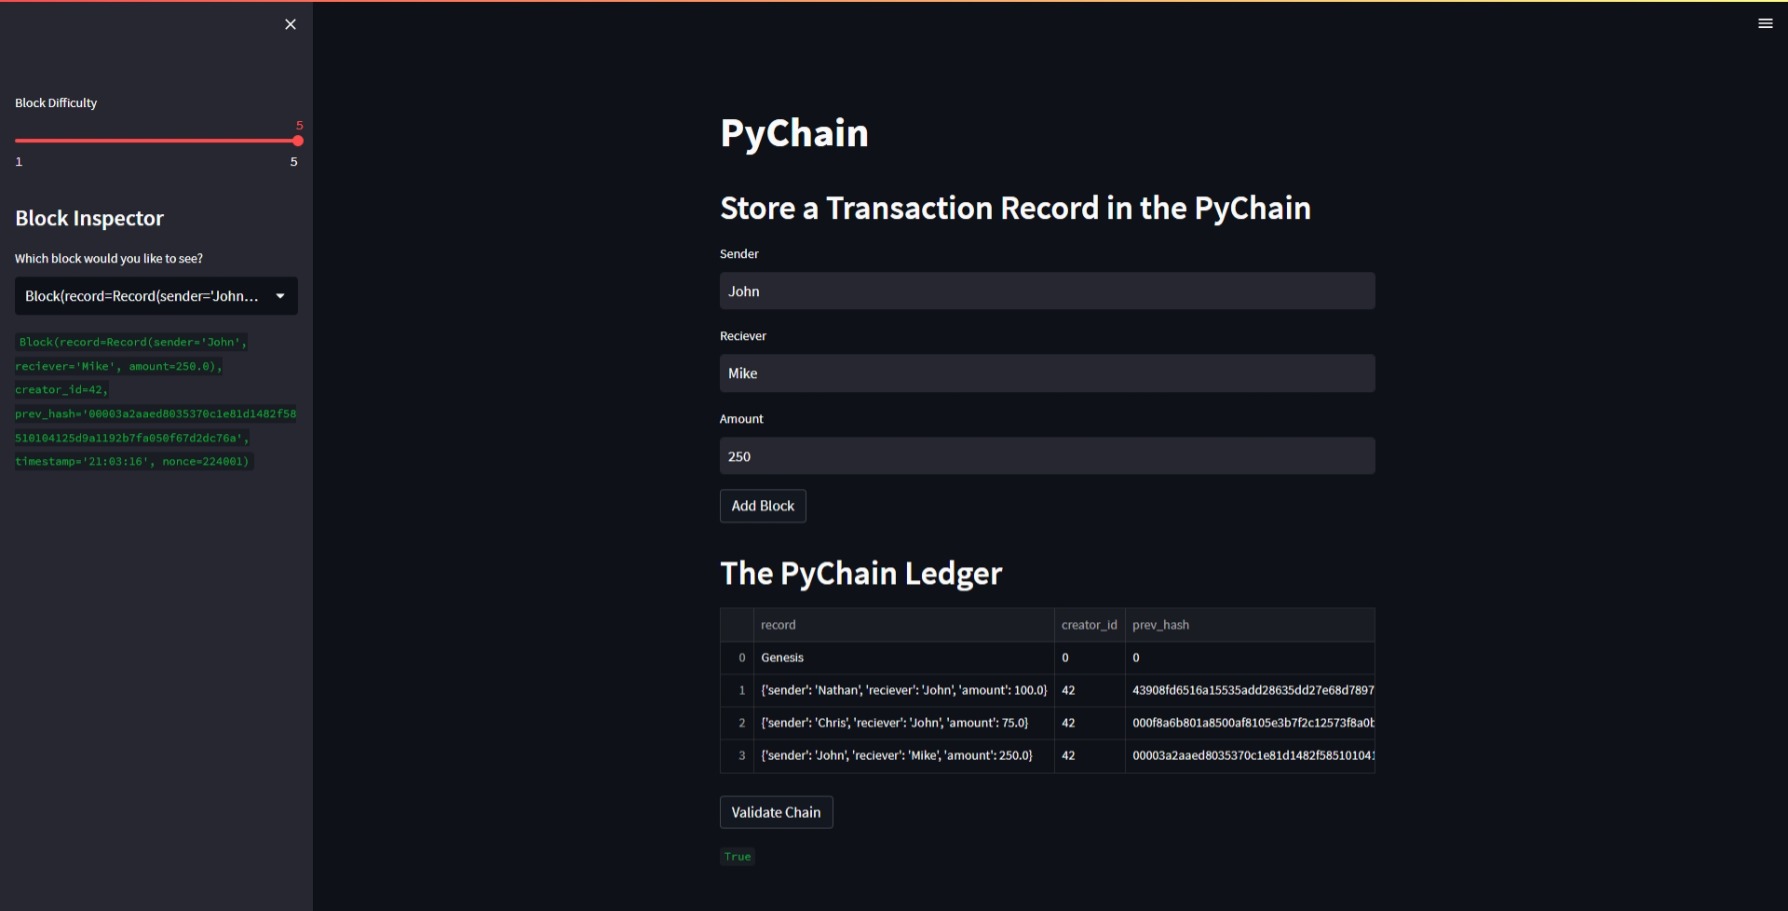 Block Difficulty
5
1 5
Block Inspector
Which block would you like to see?
Block(record=Record(sender='John...
Block(record=Record(sender='John',
reciever='Mike', amount=250.0),
creator_id=42,
prev_hash='00003a2aaed8035370c1e81d1482f58
510104125d9a1192b7fa050f67d2dc76a',
timestamp='21:03:16', nonce=224001)
PyChain
Store a Transaction Record in the PyChain
Sender
John
Reciever
Mike
Amount
250
Add Block
The PyChain Ledger
record creator_id prev_hash
0 Genesis 0 0
1 {'sender': 'Nathan', 'reciever': 'John', 'amount': 100.0} 42 43908fd6516a15535add28635dd27e68d7897
2 {'sender': 'Chris', 'reciever': 'John', 'amount': 75.0} 42 000f8a6b801a8500af8105e3b7f2c12573f8a0b
3 {'sender': 'John', 'reciever': 'Mike', 'amount': 250.0} 42 00003a2aaed8035370c1e81d1482f585101041
Validate Chain
True